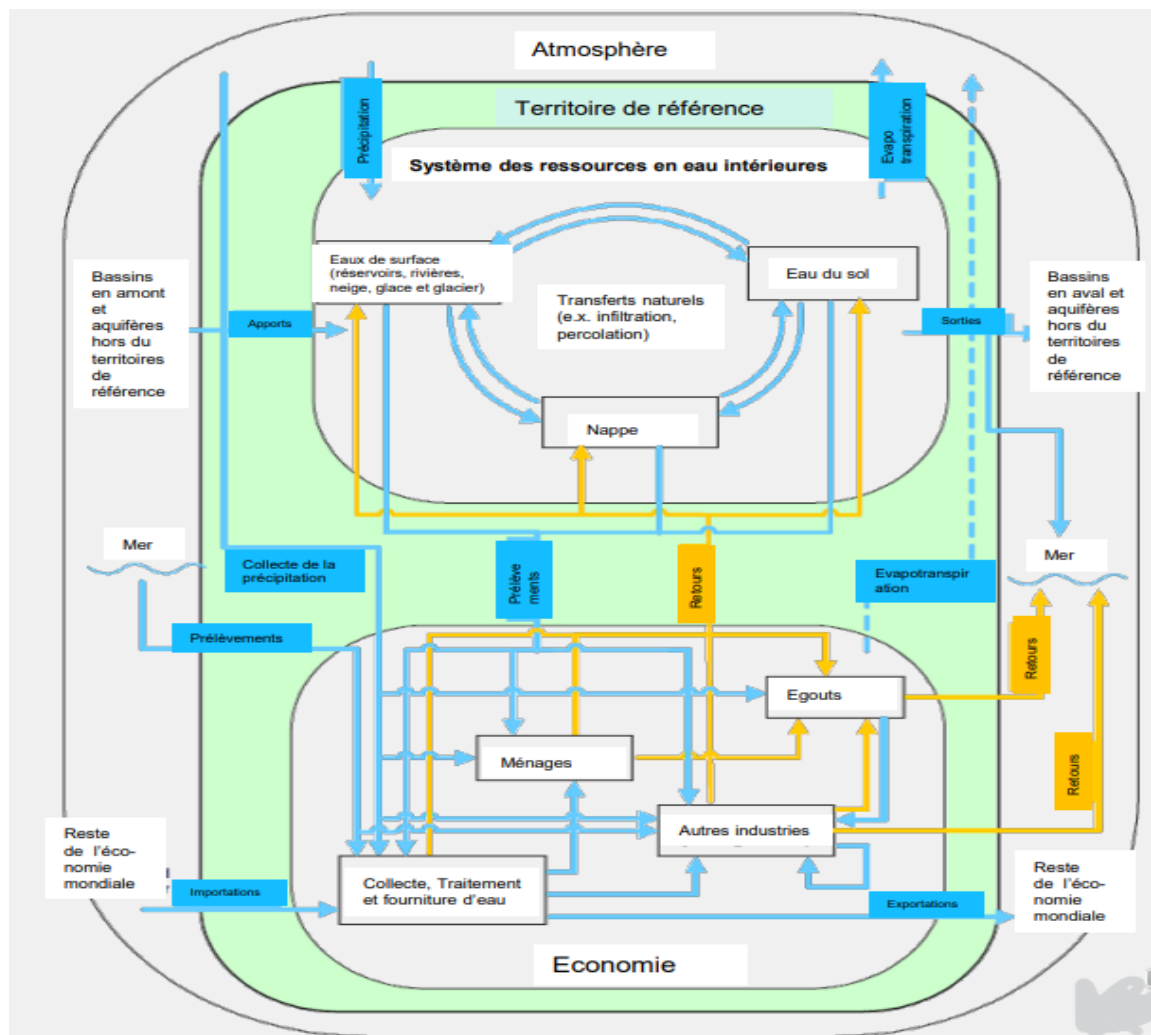 Atmosphère
Territoire de référence
Précipitation
Evapo
transpiration
Système des ressources en eau intérieures
Eaux de surface
(réservoirs, rivières,
neige, glace et glacier)
Eau du sol
Transferts naturels
(e.x. infiltration,
percolation)
Bassins
en amont
et
aquifères
hors du
territoires
de
référence
Apports
Sorties
Bassins
en aval et
aquifères
hors du
territoires
de
référence
Nappe
Mer
Collecte de la
précipitation
Prélève
ments
Retours
Evapotranspir
ation
Mer
Prélèvements
Retours
Egouts
Ménages
Retours
Autres industries
Reste
de l'éco-
nomie
mondiale
Importations
Collecte, Traitement
et fourniture d'eau
Exportations
Reste
de l'éco-
nomie
mondiale
Economie